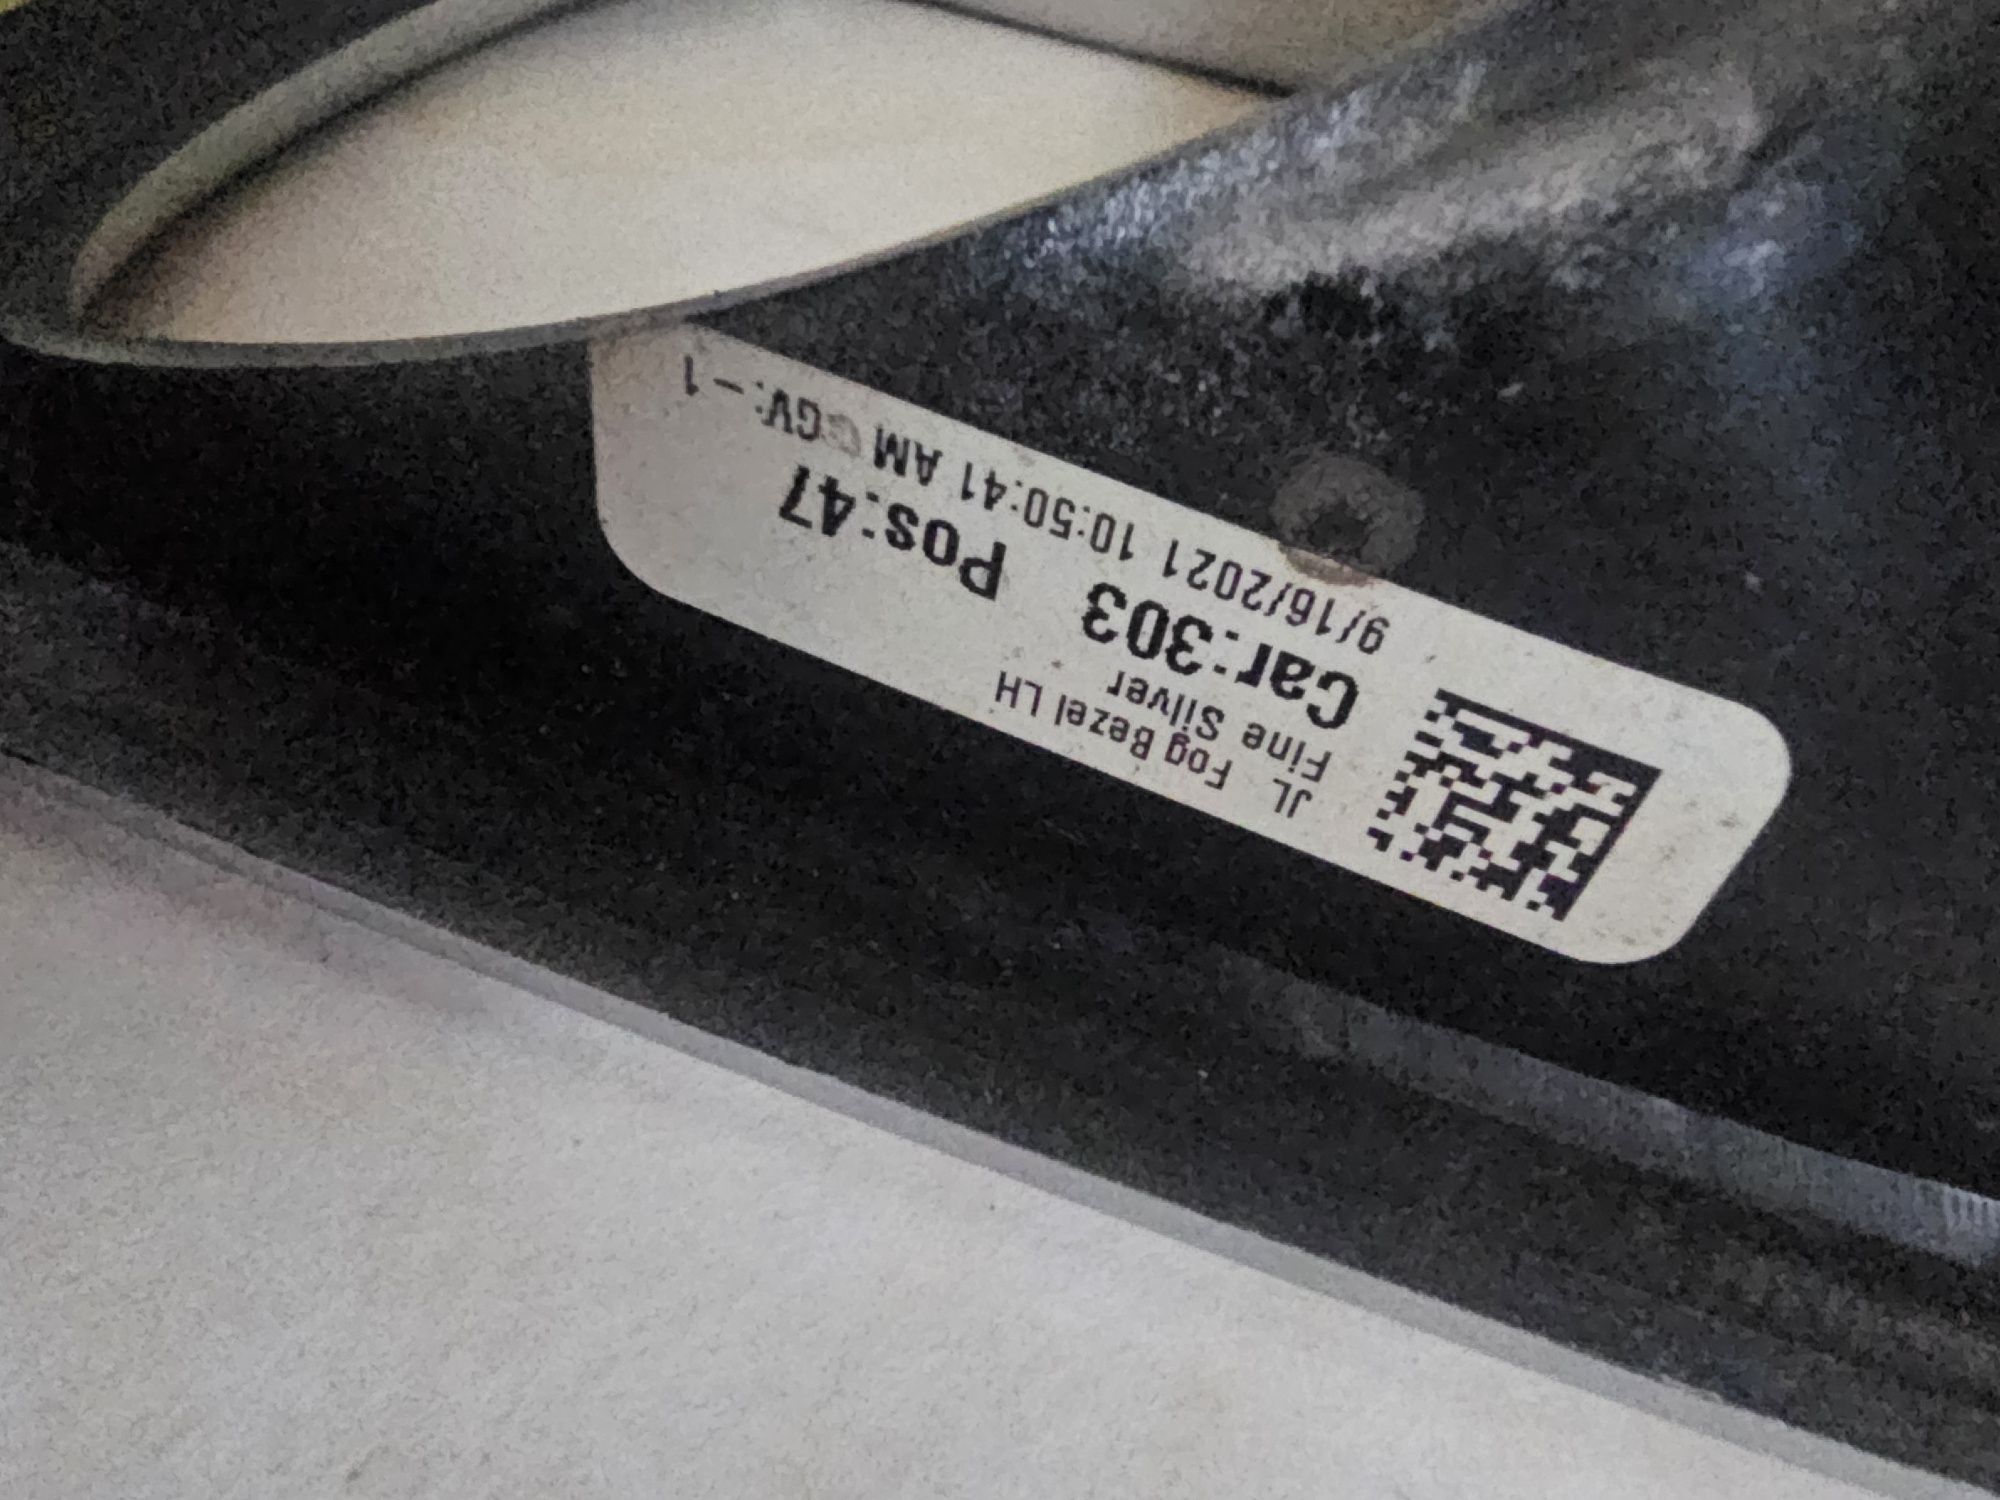 JL Fog Bezel LH
Fine Silver
Car:303 Pos:47
9/16/2021 10:50:41 AM GV:-1